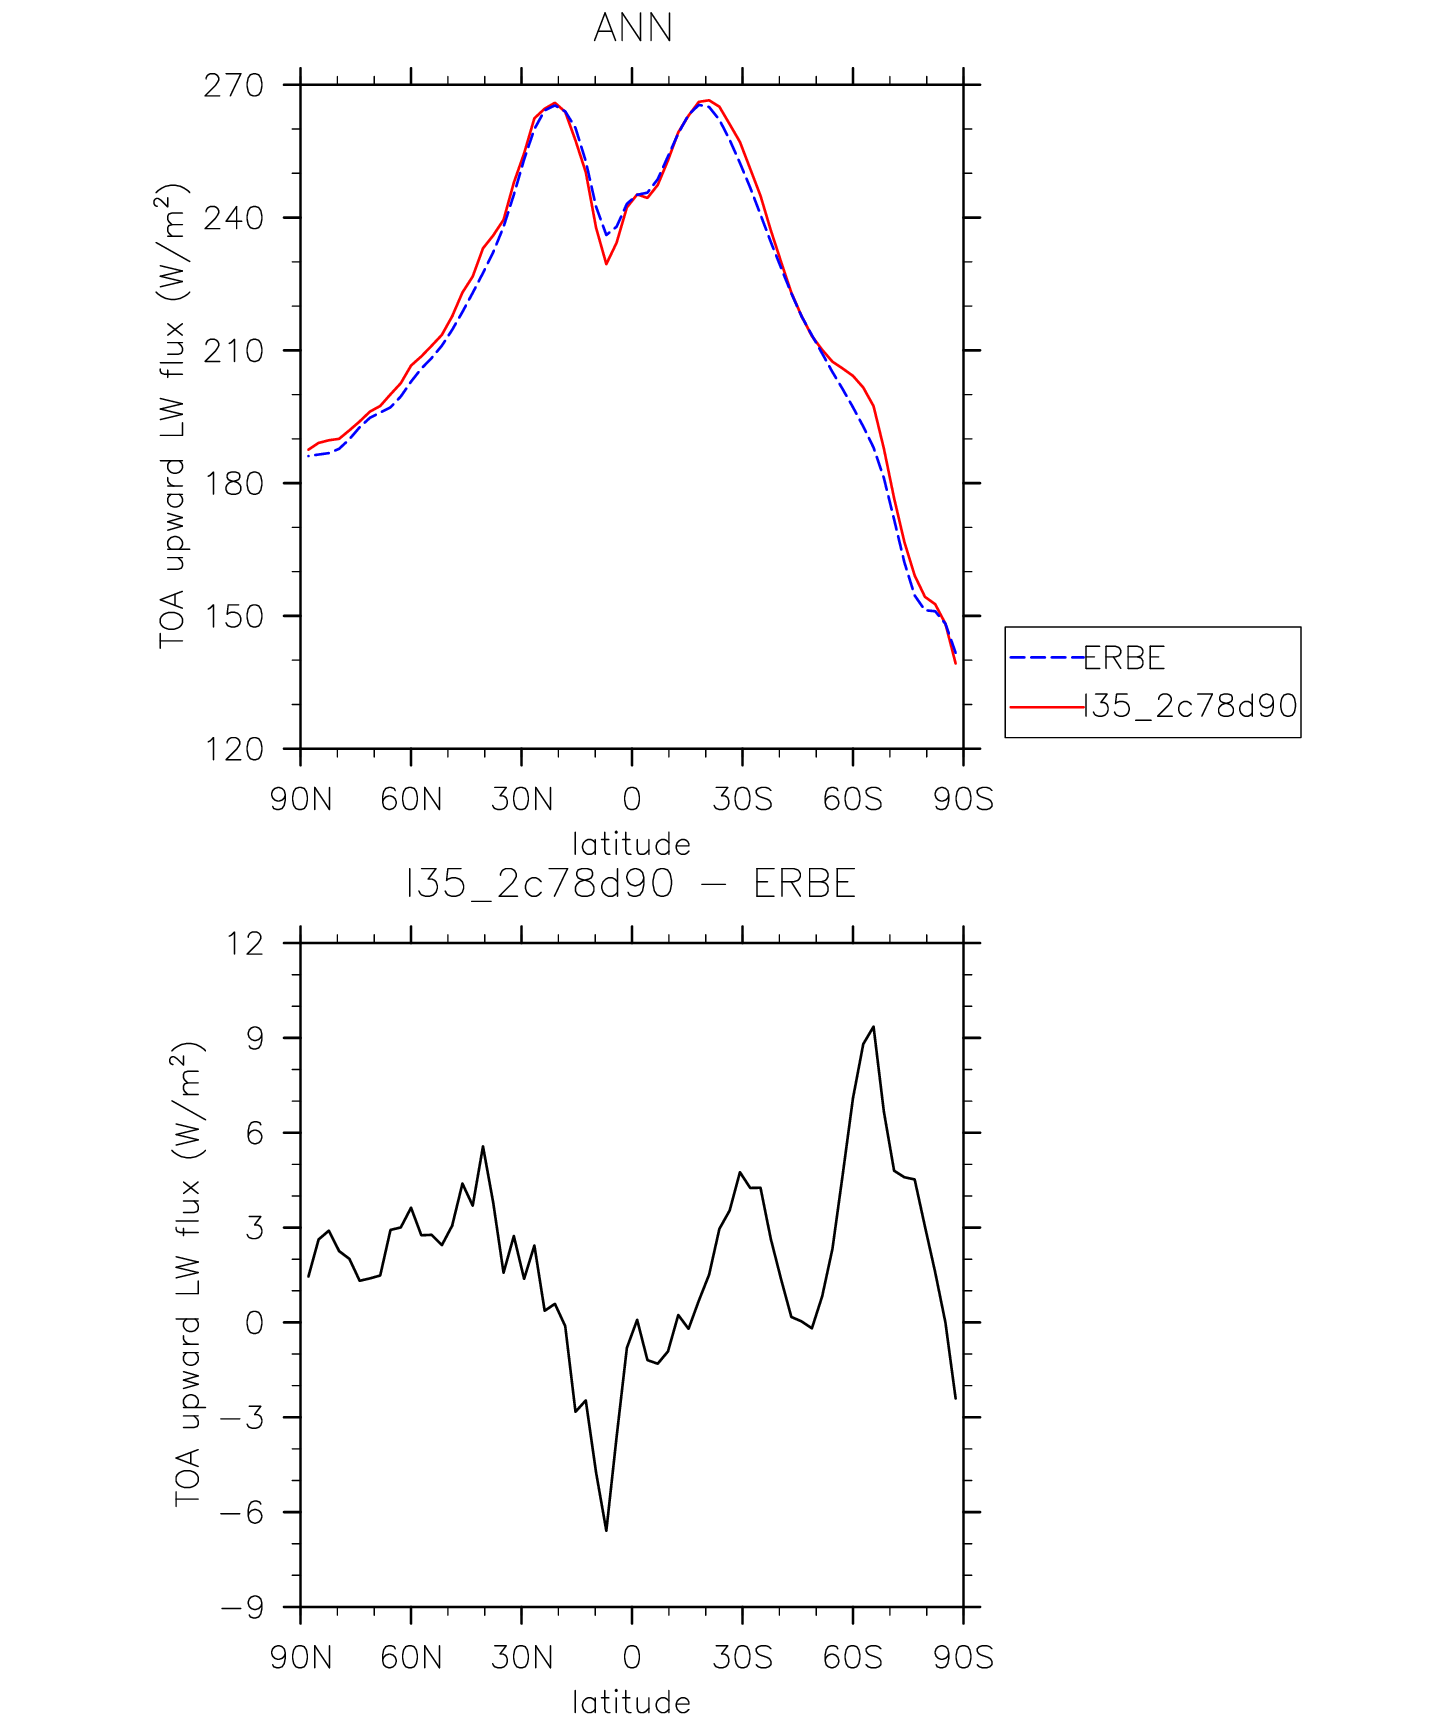 ANN
270
240
210
180
150
120
TOA upward LW flux (W/m²)
90N 60N 30N 0 30S 60S 90S
latitude
ERBE
I35_2c78d90
I35_2c78d90 − ERBE
12
9
6
3
0
−3
−6
−9
TOA upward LW flux (W/m²)
90N 60N 30N 0 30S 60S 90S
latitude